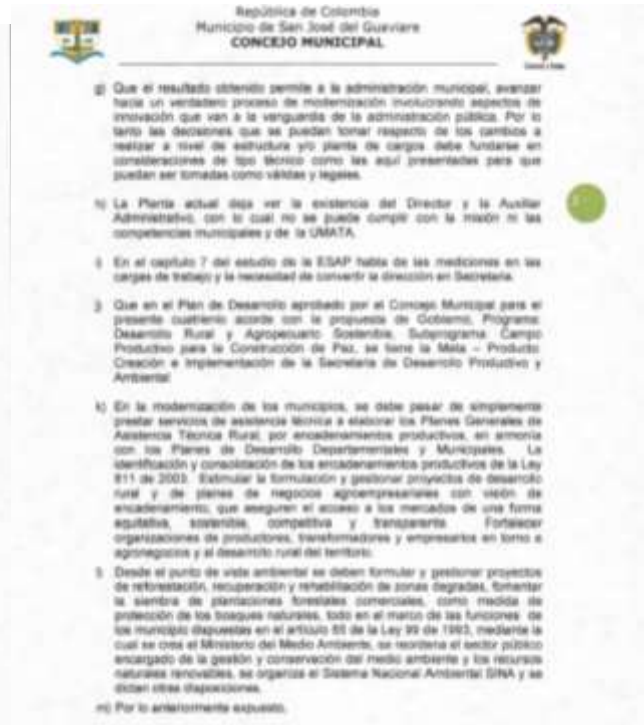 República de Colombia
Municipio de San José del Guaviare
CONCEJO MUNICIPAL
g) Que el resultado obtenido permite a la administración municipal, avanzar
hacia un verdadero proceso de modernización involucrando aspectos de
innovación que van a la vanguardia de la administración pública. Por lo
tanto las decisiones que se puedan tomar respecto de los cambios a
realizar a nivel de estructura y/o planta de cargos debe fundarse en
consideraciones de tipo técnico como las aquí presentadas para que
puedan ser tomadas como válidas y legales.
h) La Planta actual deja ver la existencia del Director y la Auxiliar
Administrativo, con lo cual no se puede cumplir con la misión ni las
competencias municipales y de la UMATA.
i) En el capítulo 7 del estudio de la ESAP habla de las mediciones en las
cargas de trabajo y la necesidad de convertir la dirección en Secretaría.
j) Que en el Plan de Desarrollo aprobado por el Concejo Municipal para el
presente cuatrienio acorde con la propuesta de Gobierno, Programa:
Desarrollo Rural y Agropecuario Sostenible, Subprograma: Campo
Productivo para la Construcción de Paz, se tiene la Meta – Producto:
Creación e Implementación de la Secretaría de Desarrollo Productivo y
Ambiental
k) En la modernización de los municipios, se debe pasar de simplemente
prestar servicios de asistencia técnica a elaborar los Planes Generales de
Asistencia Técnica Rural, por encadenamientos productivos, en armonía
con los Planes de Desarrollo Departamentales y Municipales. La
identificación y consolidación de los encadenamientos productivos de la Ley
811 de 2003. Estimular la formulación y gestionar proyectos de desarrollo
rural y de planes de negocios agroempresariales con visión de
encadenamiento, que aseguren el acceso a los mercados de una forma
equitativa, sostenible, competitiva y transparente. Fortalecer
organizaciones de productores, transformadores y empresarios en torno a
agronegocios y al desarrollo rural del territorio.
l) Desde el punto de vista ambiental se deben formular y gestionar proyectos
de reforestación, recuperación y rehabilitación de zonas degradas, fomentar
la siembra de plantaciones forestales comerciales, como medida de
protección de los bosques naturales, todo en el marco de las funciones de
los municipio dispuestas en el artículo 65 de la Ley 99 de 1993, mediante la
cual se crea el Ministerio del Medio Ambiente, se reordena el sector público
encargado de la gestión y conservación del medio ambiente y los recursos
naturales renovables, se organiza el Sistema Nacional Ambiental SINA y se
dictan otras disposiciones.
m) Por lo anteriormente expuesto,